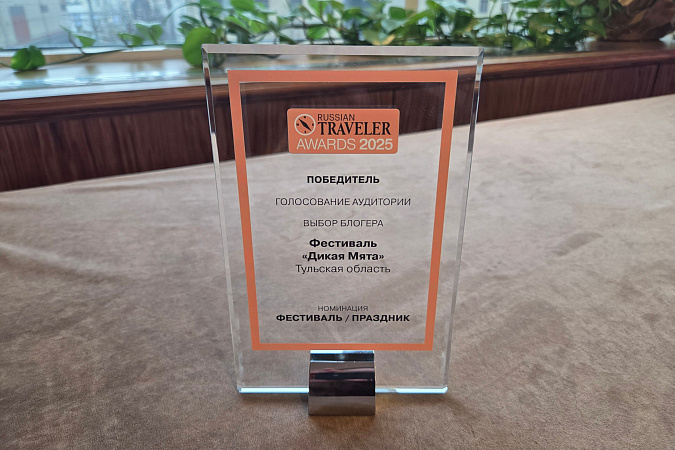 RUSSIAN
TRAVELER
AWARDS 2025
ПОБЕДИТЕЛЬ
ГОЛОСОВАНИЕ АУДИТОРИИ
ВЫБОР БЛОГЕРА
Фестиваль
«Дикая Мята»
Тульская область
НОМИНАЦИЯ
ФЕСТИВАЛЬ / ПРАЗДНИК